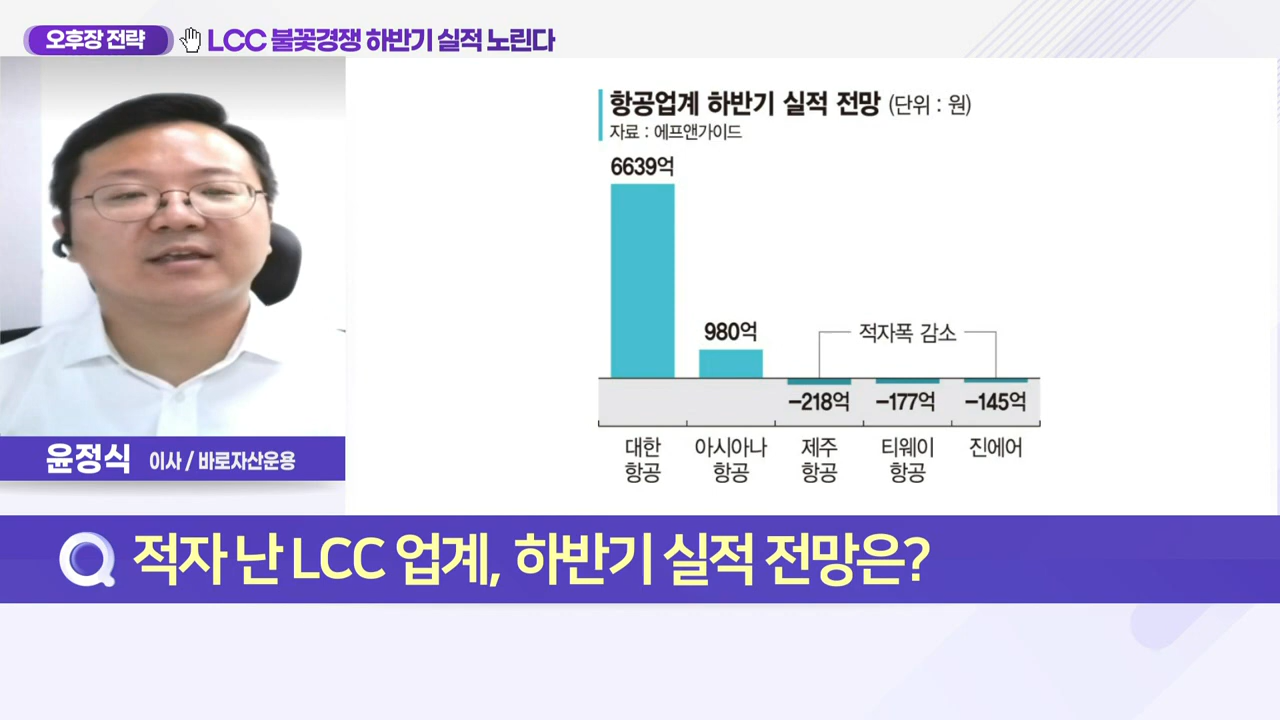 오후장 전략
LCC 불꽃경쟁 하반기 실적 노린다
항공업계 하반기 실적 전망 (단위 : 원)
자료 : 에프앤가이드
6639억
980억
적자폭 감소
-218억
-177억
-145억
대한
항공
아시아나
항공
제주
항공
티웨이
항공
진에어
윤정식 이사 / 바로자산운용
Q 적자 난 LCC 업계, 하반기 실적 전망은?